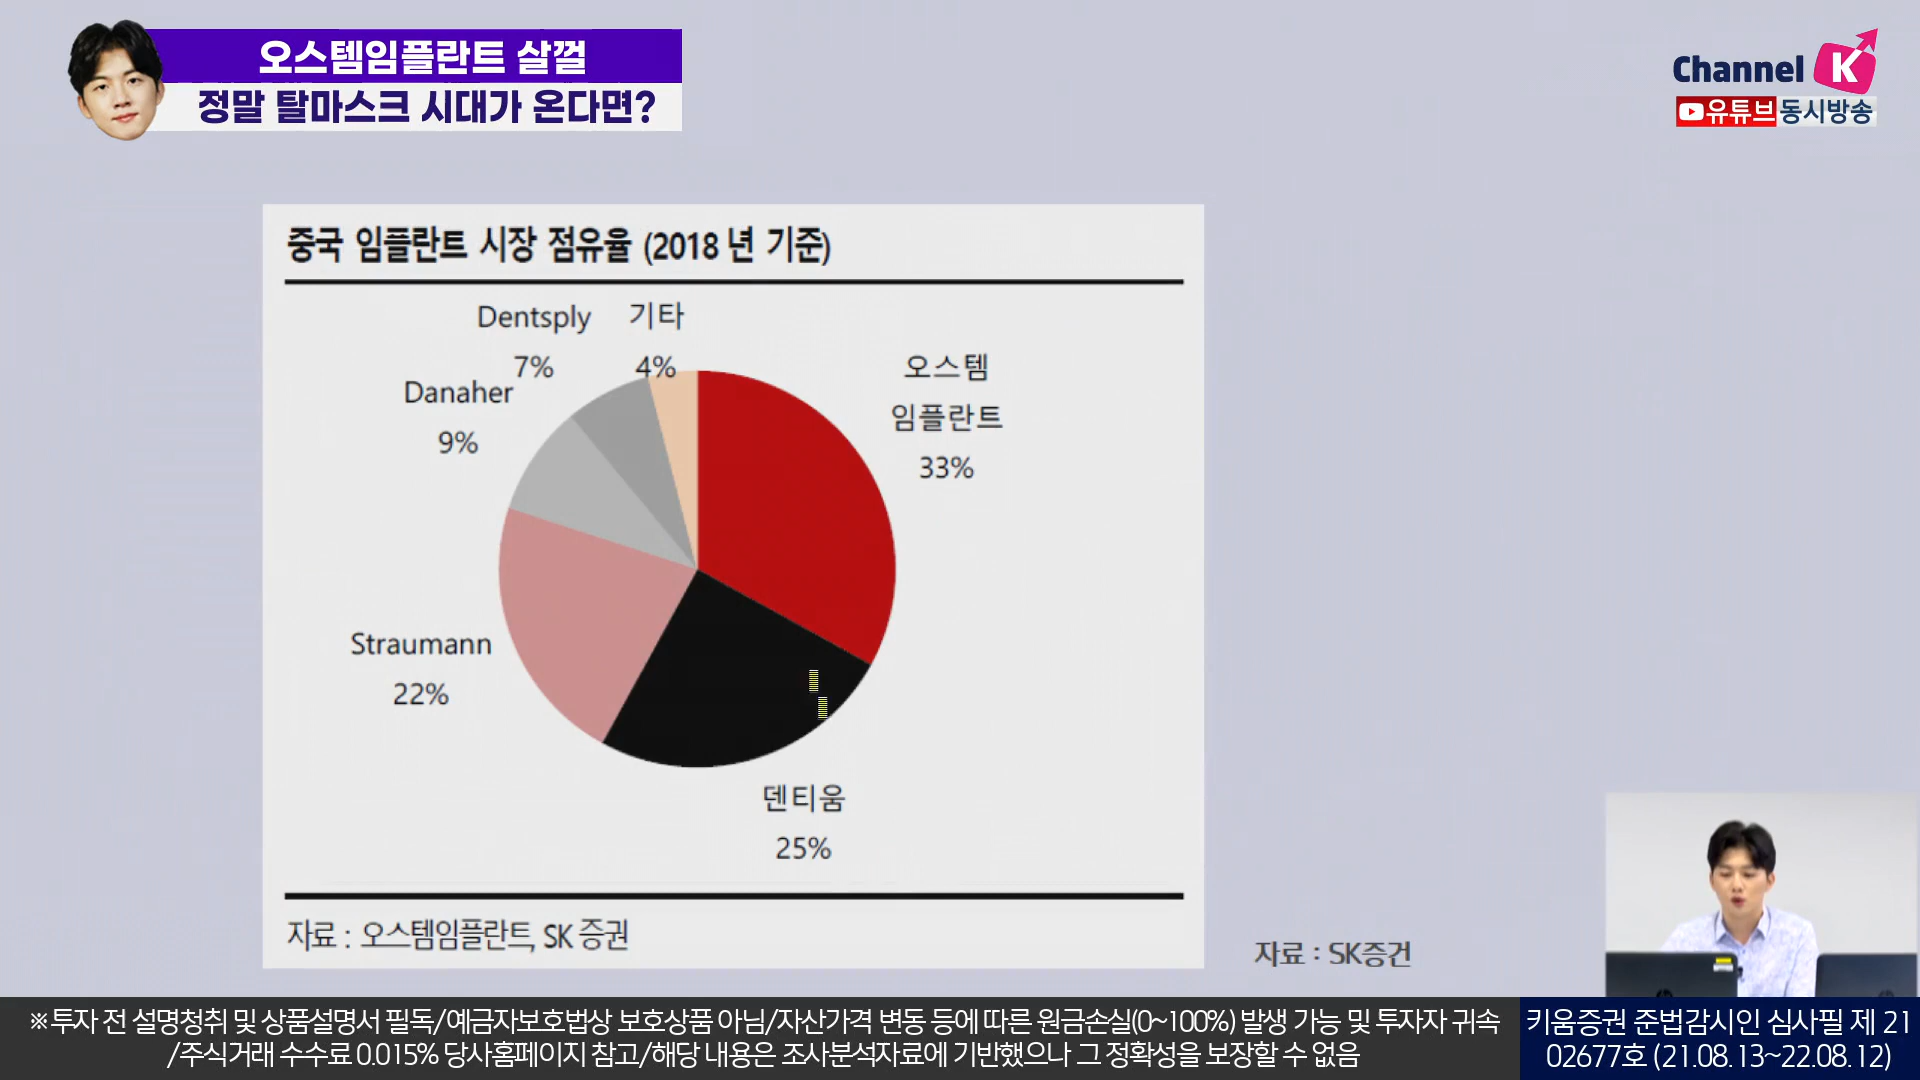 오스템임플란트 살껄
정말 탈마스크 시대가 온다면?
Channel K
유튜브 동시방송
중국 임플란트 시장 점유율 (2018년 기준)
Dentsply
7%
기타
4%
오스템
임플란트
33%
Danaher
9%
Straumann
22%
덴티움
25%
자료 : 오스템임플란트, SK 증권
자료 : SK증건
※투자 전 설명청취 및 상품설명서 필독/예금자보호법상 보호상품 아님/자산가격 변동 등에 따른 원금손실(0~100%) 발생 가능 및 투자자 귀속
/주식거래 수수료 0.015% 당사홈페이지 참고/해당 내용은 조사분석자료에 기반했으나 그 정확성을 보장할 수 없음
키움증권 준법감시인 심사필 제 21
02677호 (21.08.13~22.08.12)